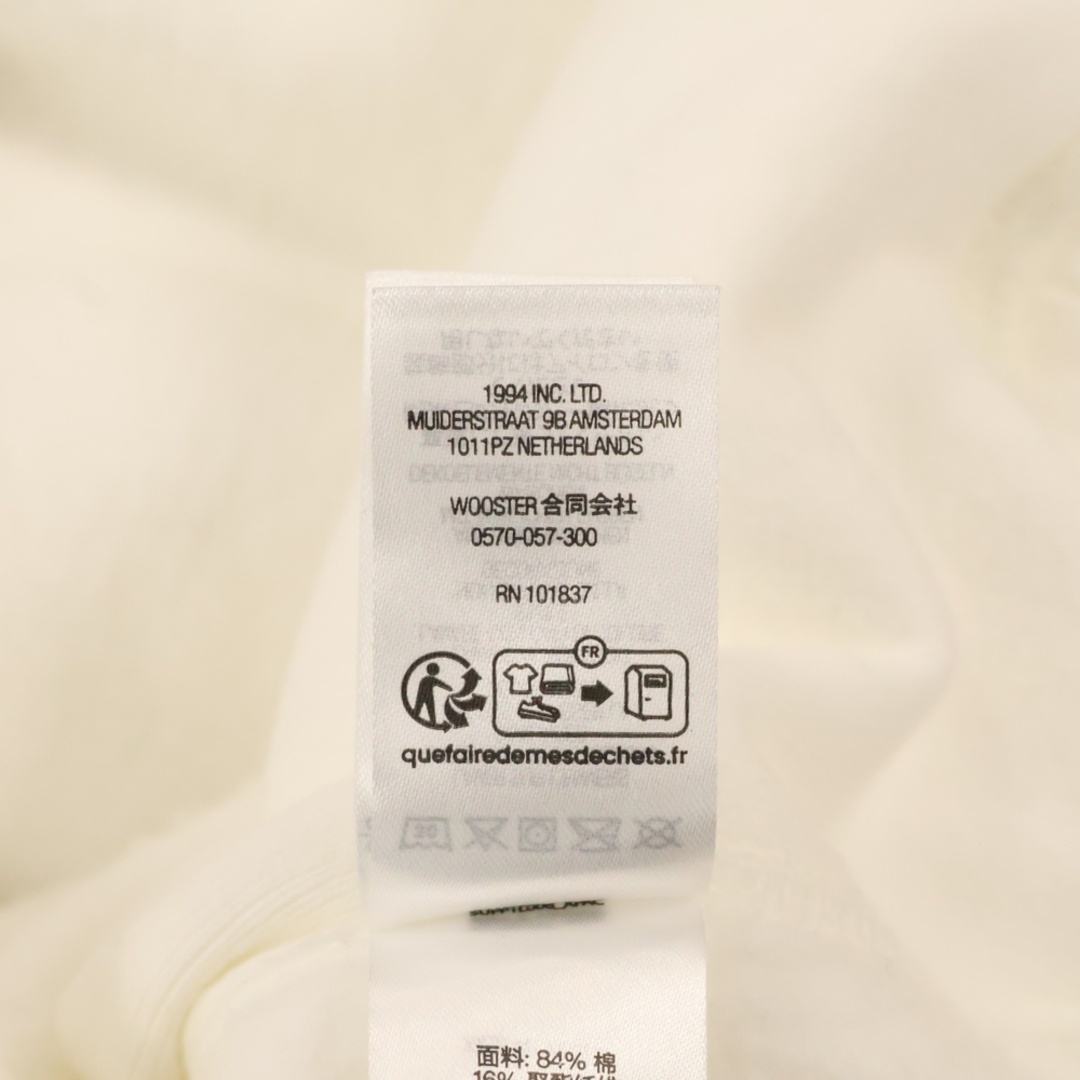 1994 INC. LTD.
MUIDERSTRAAT 9B AMSTERDAM
1011PZ NETHERLANDS
WOOSTER 合同会社
0570-057-300
RN 101837
FR
quefairedemesdechets.fr
面料: 84% 棉
16%